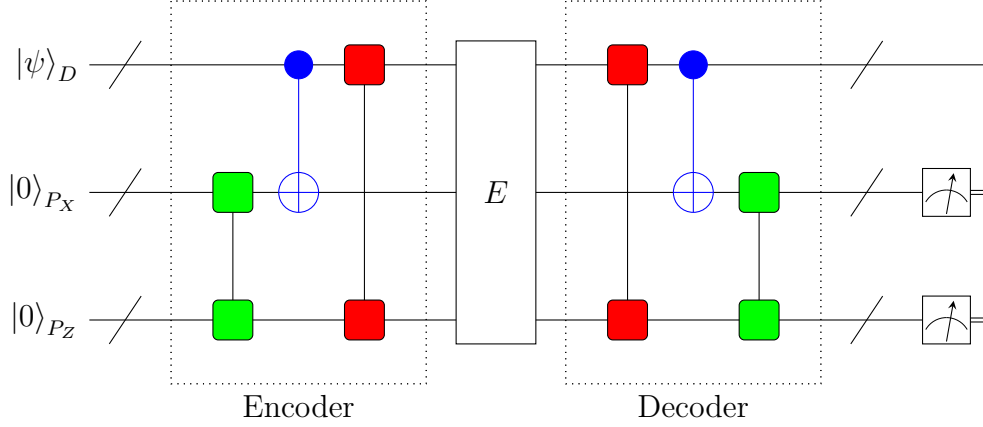 |ψ⟩_D
|0⟩_{P_X}
E
|0⟩_{P_Z}
Encoder
Decoder